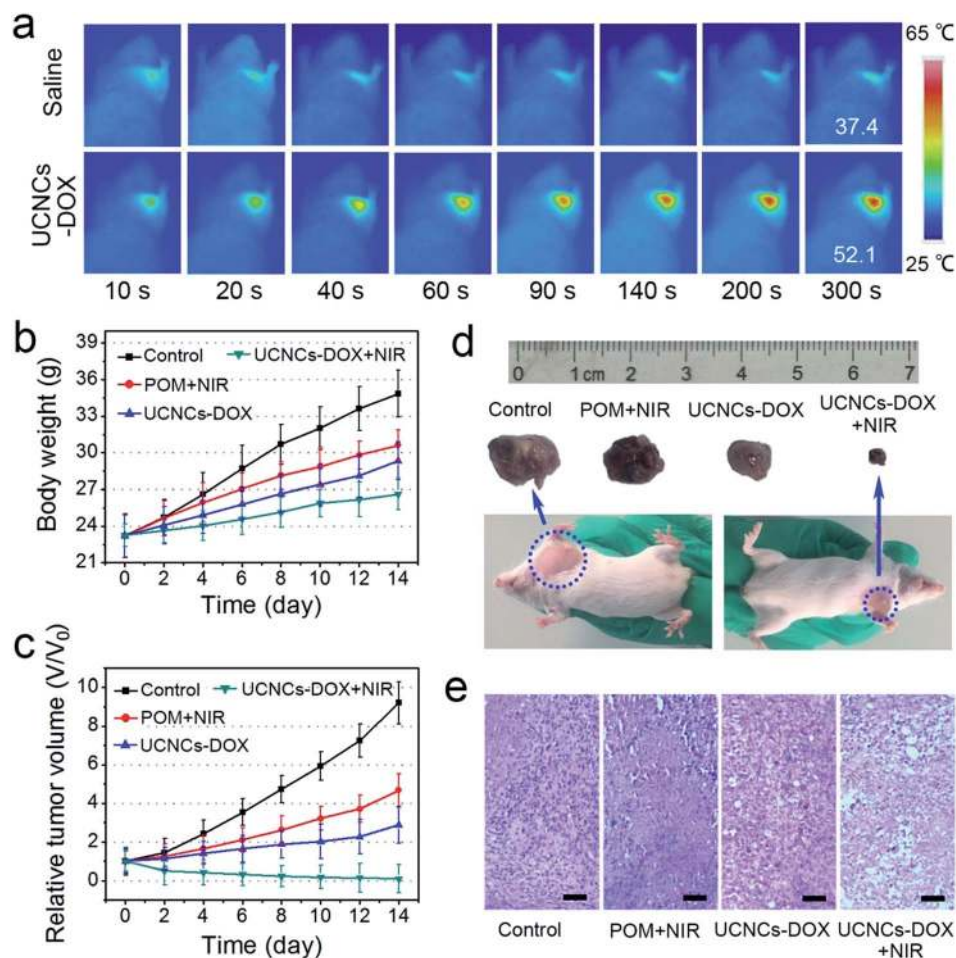 a
65 ℃
Saline
37.4
UCNCs
-DOX
52.1
25 ℃
10 s 20 s 40 s 60 s 90 s 140 s 200 s 300 s
b
39
36
33
30
27
24
21
Body weight (g)
Control UCNCs-DOX+NIR
POM+NIR
UCNCs-DOX
0 2 4 6 8 10 12 14
Time (day)
c
10
8
6
4
2
0
Relative tumor volume (V/V₀)
Control UCNCs-DOX+NIR
POM+NIR
UCNCs-DOX
0 2 4 6 8 10 12 14
Time (day)
d
0 1 cm 2 3 4 5 6 7
Control POM+NIR UCNCs-DOX UCNCs-DOX
+NIR
e
Control POM+NIR UCNCs-DOX UCNCs-DOX
+NIR